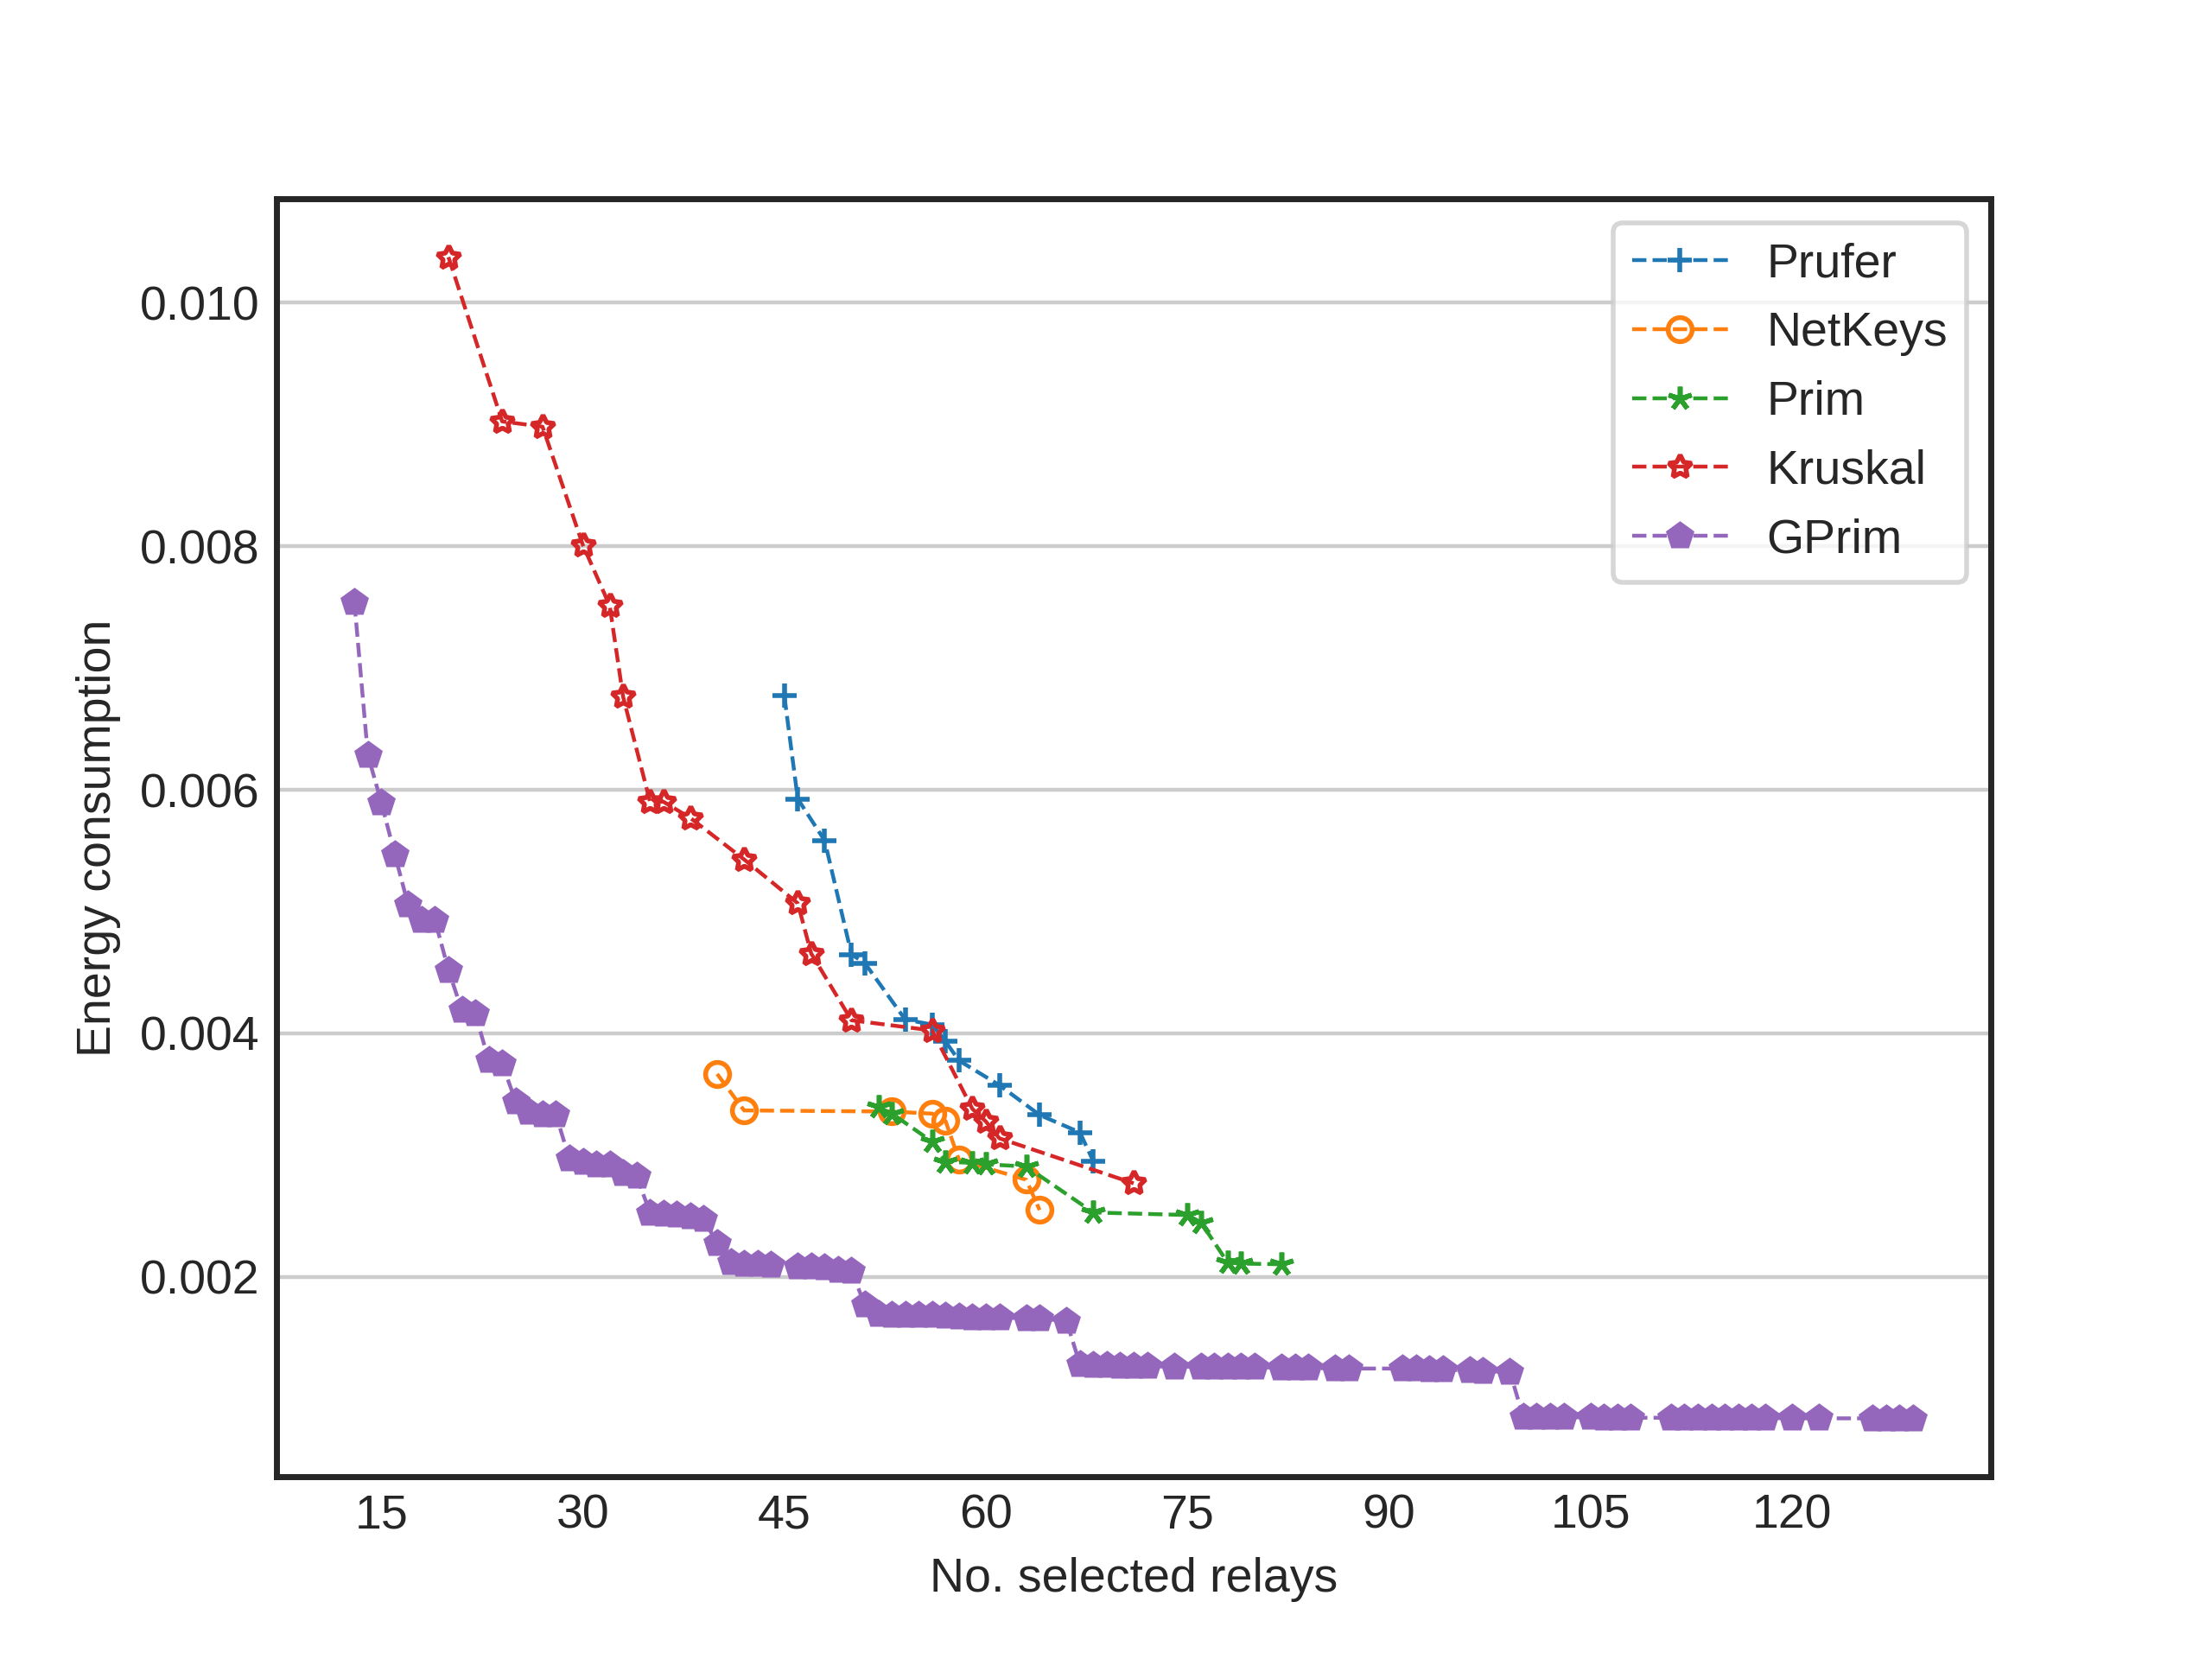 Prufer
NetKeys
Prim
Kruskal
GPrim
0.010
0.008
0.006
0.004
0.002
Energy consumption
15 30 45 60 75 90 105 120
No. selected relays